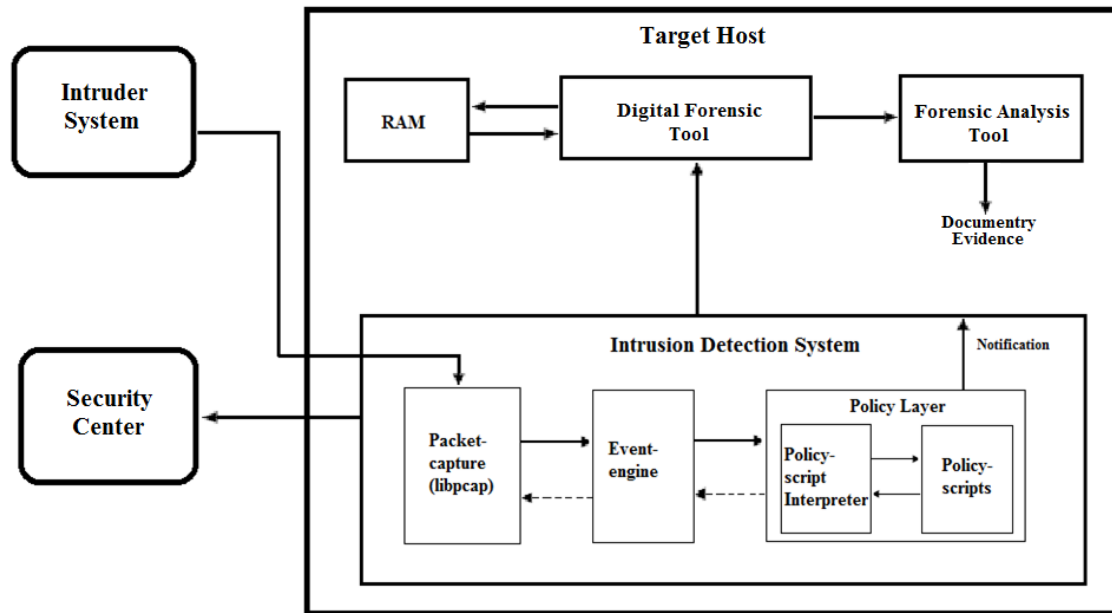 Target Host
Intruder
System
RAM
Digital Forensic
Tool
Forensic Analysis
Tool
Documentry
Evidence
Intrusion Detection System
Notification
Security
Center
Packet-
capture
(libpcap)
Event-
engine
Policy Layer
Policy-
script
Interpreter
Policy-
scripts